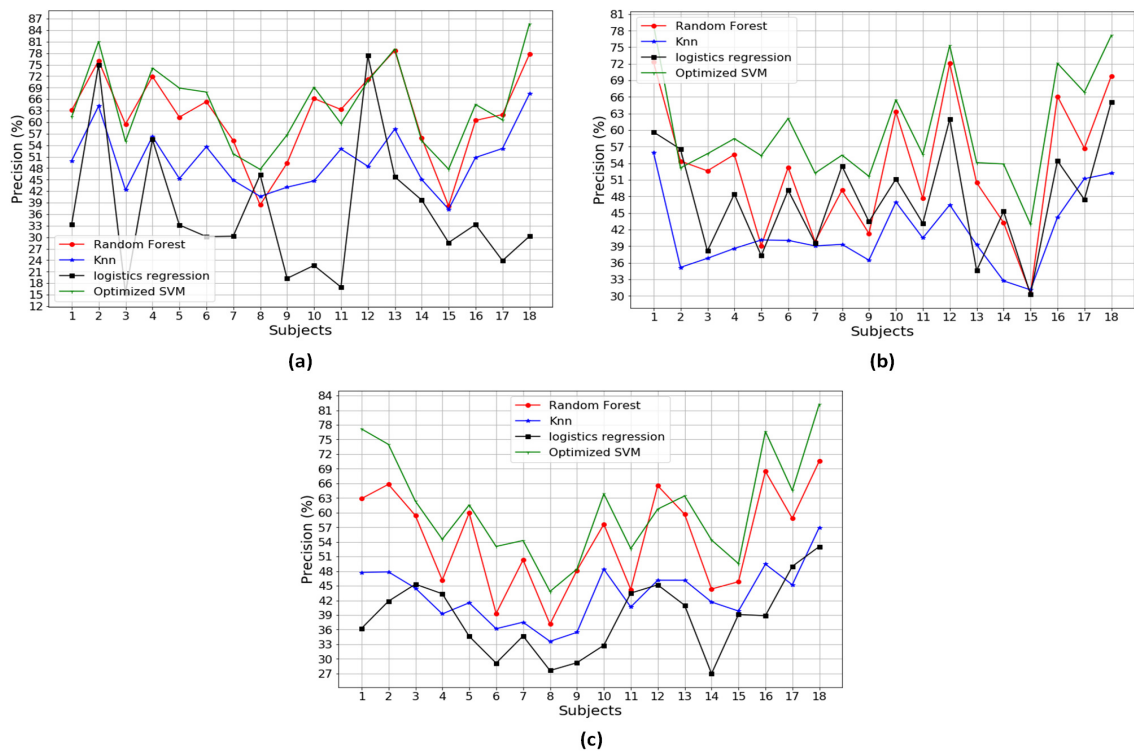 87
84
81
78
75
72
69
66
63
60
57
54
51
48
45
42
39
36
33
30
27
24
21
18
15
12
Precision (%)
Random Forest
Knn
logistics regression
Optimized SVM
1 2 3 4 5 6 7 8 9 10 11 12 13 14 15 16 17 18
Subjects
(a)
81
78
75
72
69
66
63
60
57
54
51
48
45
42
39
36
33
30
Precision (%)
Random Forest
Knn
logistics regression
Optimized SVM
1 2 3 4 5 6 7 8 9 10 11 12 13 14 15 16 17 18
Subjects
(b)
84
81
78
75
72
69
66
63
60
57
54
51
48
45
42
39
36
33
30
27
Precision (%)
Random Forest
Knn
logistics regression
Optimized SVM
1 2 3 4 5 6 7 8 9 10 11 12 13 14 15 16 17 18
Subjects
(c)